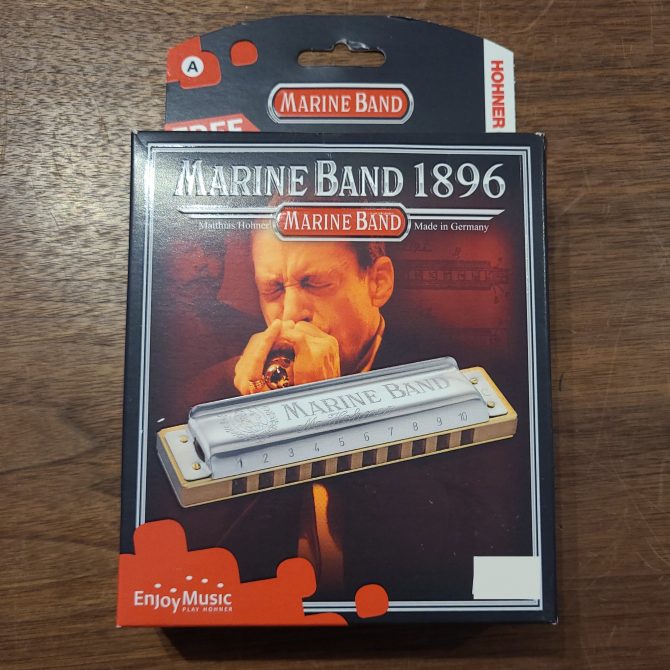 A
MARINE BAND
HOHNER
FREE
MARINE BAND 1896
Matthias Hohner MARINE BAND Made in Germany
MARINE BAND
M. Hohner
1 2 3 4 5 6 7 8 9 10
C
Enjoy Music
PLAY HOHNER